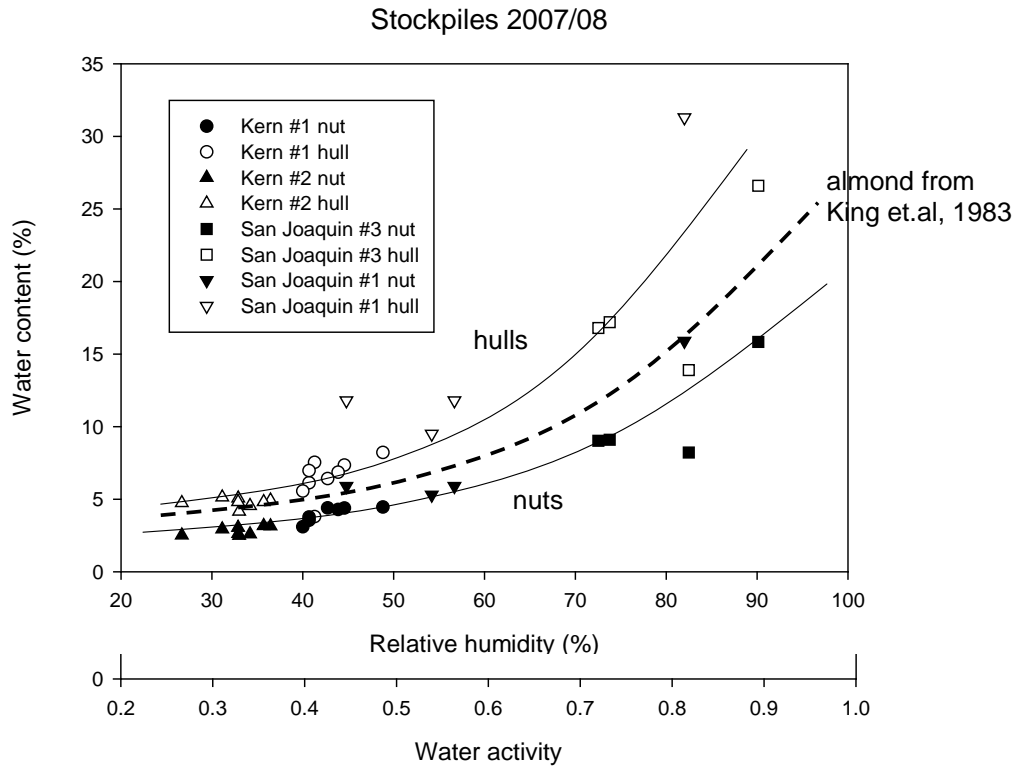 Stockpiles 2007/08
35
30
25
20
15
10
5
0
Water content (%)
Kern #1 nut
Kern #1 hull
Kern #2 nut
Kern #2 hull
San Joaquin #3 nut
San Joaquin #3 hull
San Joaquin #1 nut
San Joaquin #1 hull
hulls
nuts
almond from
King et.al, 1983
20 30 40 50 60 70 80 90 100
Relative humidity (%)
0
0.2 0.3 0.4 0.5 0.6 0.7 0.8 0.9 1.0
Water activity